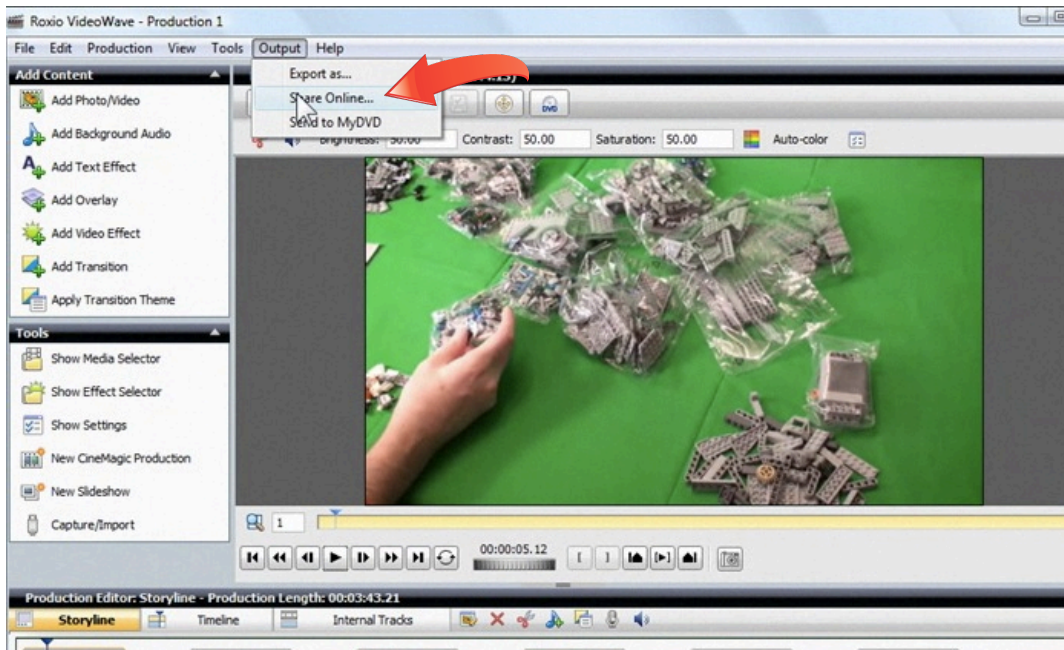 Roxio VideoWave - Production 1
File Edit Production View Tools Output Help
Add Content
Export as...
Share Online...
Send to MyDVD
Add Photo/Video
Add Background Audio
Add Text Effect
Add Overlay
Add Video Effect
Add Transition
Apply Transition Theme
DVD
Brightness: 50.00 Contrast: 50.00 Saturation: 50.00 Auto-color
Tools
Show Media Selector
Show Effect Selector
Show Settings
New CineMagic Production
New Slideshow
Capture/Import
1
00:00:05.12
Production Editor: Storyline - Production Length: 00:03:43.21
Storyline Timeline Internal Tracks